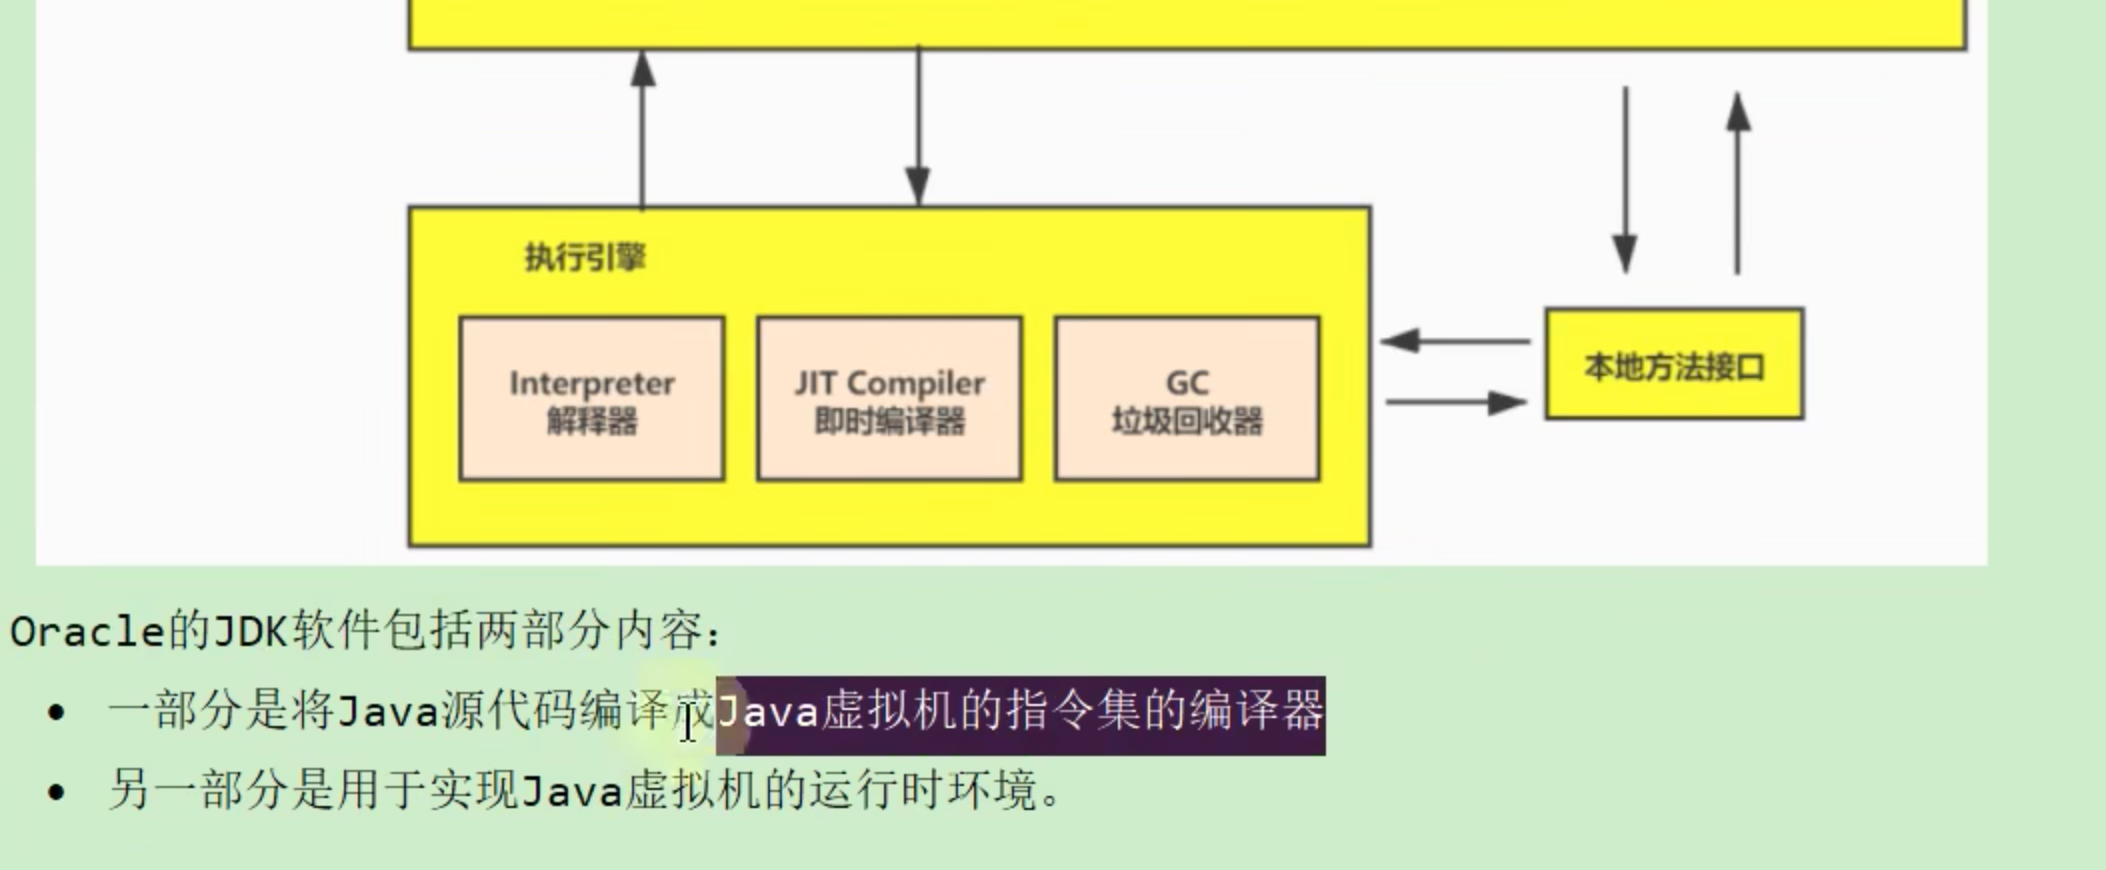 执行引擎
Interpreter
解释器
JIT Compiler
即时编译器
GC
垃圾回收器
本地方法接口
Oracle的JDK软件包括两部分内容：
• 一部分是将Java源代码编译成Java虚拟机的指令集的编译器
• 另一部分是用于实现Java虚拟机的运行时环境。